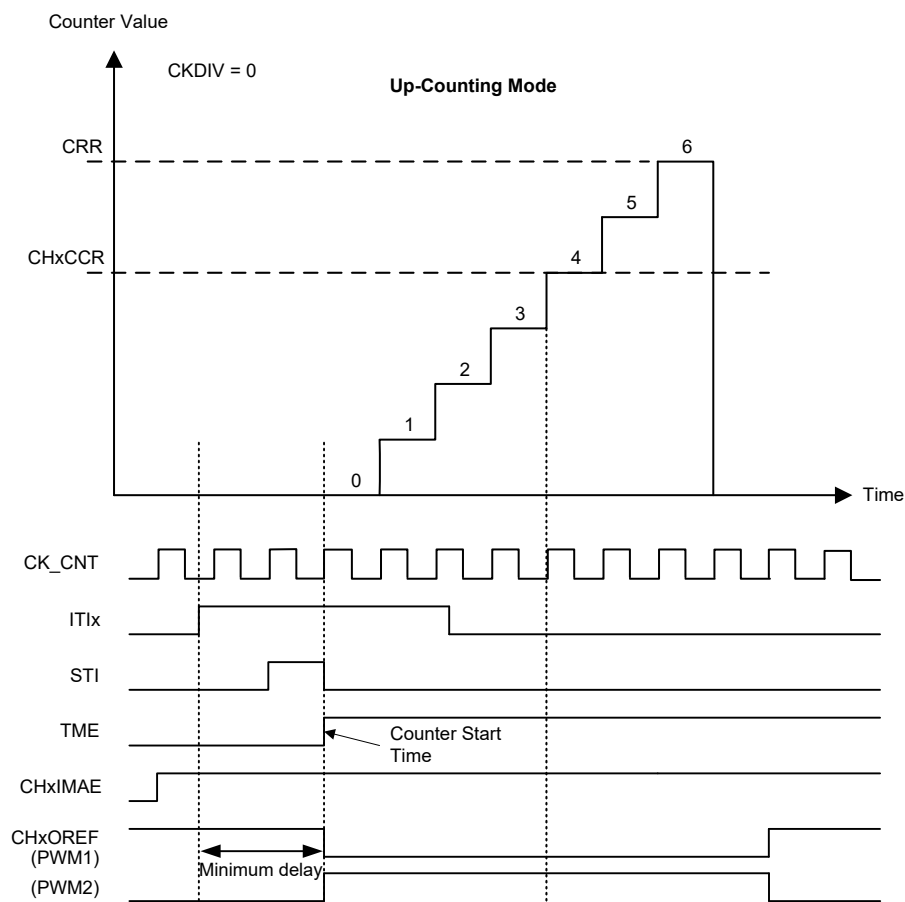 Counter Value
CKDIV = 0
Up-Counting Mode
CRR
6
5
CHxCCR
4
3
2
1
0
Time
CK_CNT
ITIx
STI
TME
Counter Start
Time
CHxIMAE
CHxOREF
(PWM1)
Minimum delay
(PWM2)